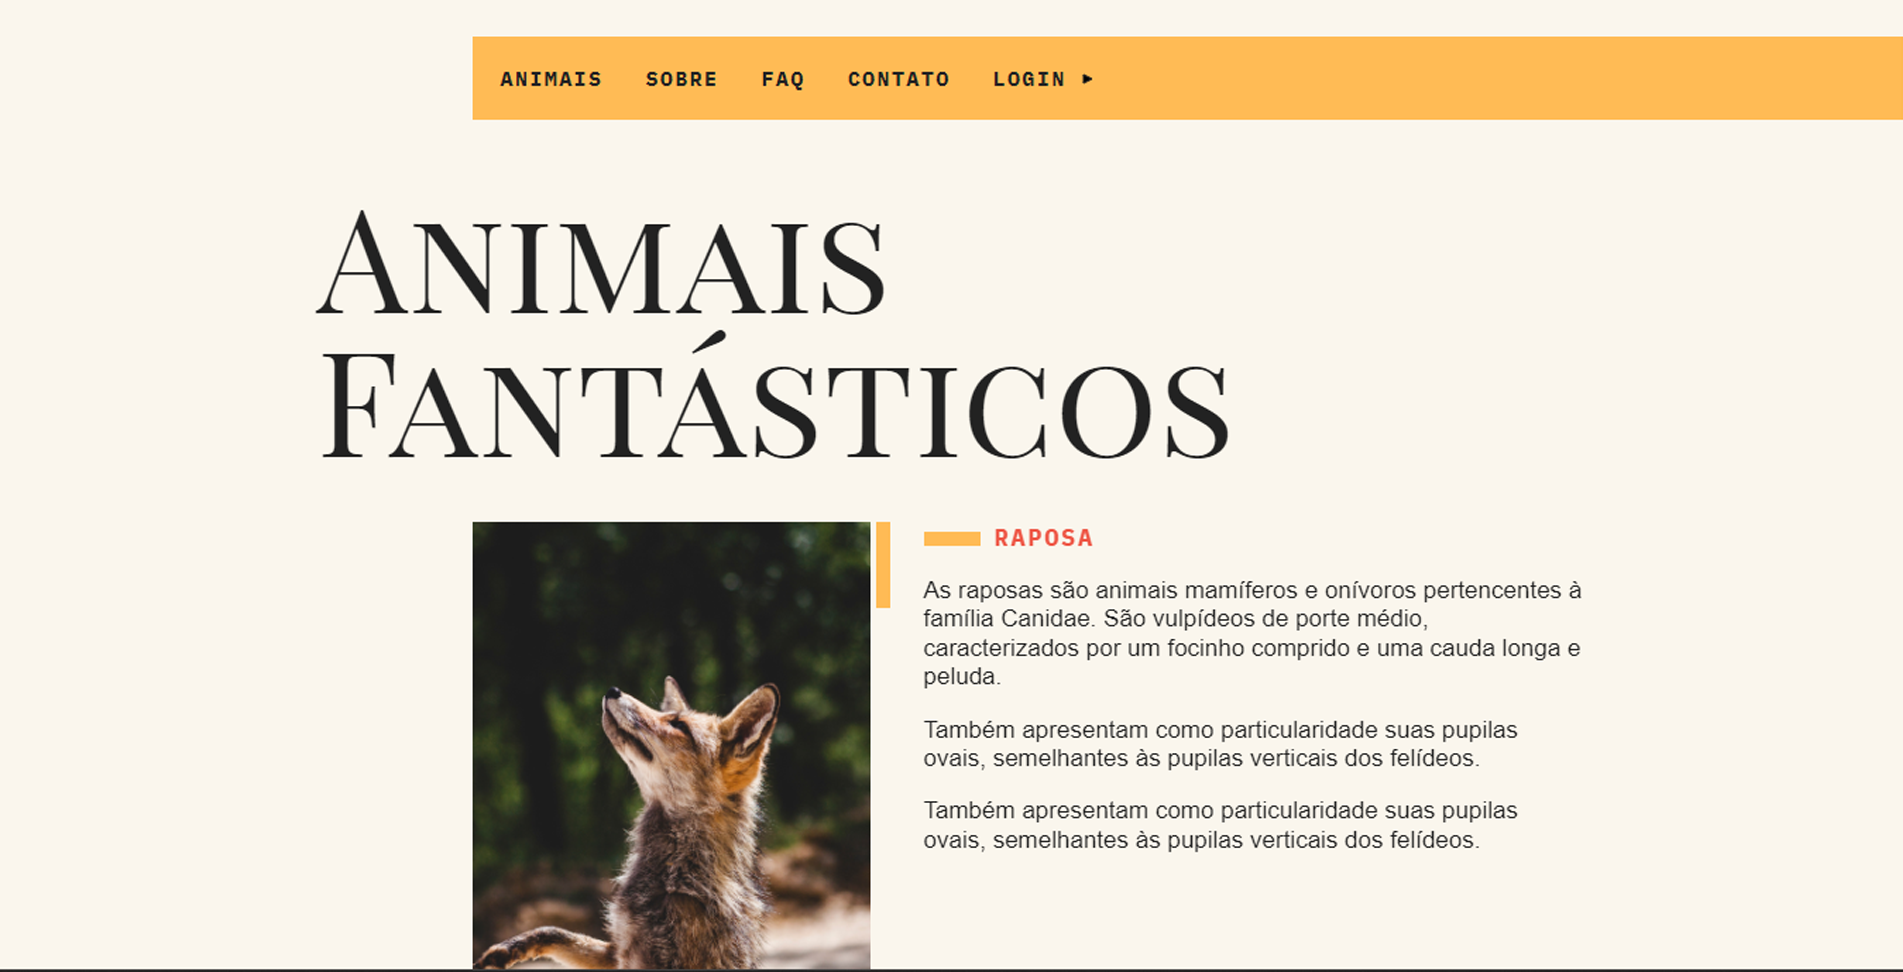 ANIMAIS SOBRE FAQ CONTATO LOGIN ▸
ANIMAIS
FANTÁSTICOS
RAPOSA
As raposas são animais mamíferos e onívoros pertencentes à
família Canidae. São vulpídeos de porte médio,
caracterizados por um focinho comprido e uma cauda longa e
peluda.
Também apresentam como particularidade suas pupilas
ovais, semelhantes às pupilas verticais dos felídeos.
Também apresentam como particularidade suas pupilas
ovais, semelhantes às pupilas verticais dos felídeos.